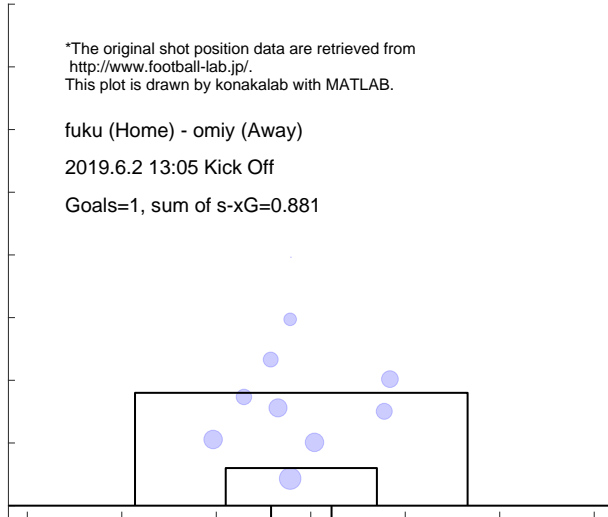 *The original shot position data are retrieved from
http://www.football-lab.jp/.
This plot is drawn by konakalab with MATLAB.
fuku (Home) - omiy (Away)
2019.6.2 13:05 Kick Off
Goals=1, sum of s-xG=0.881